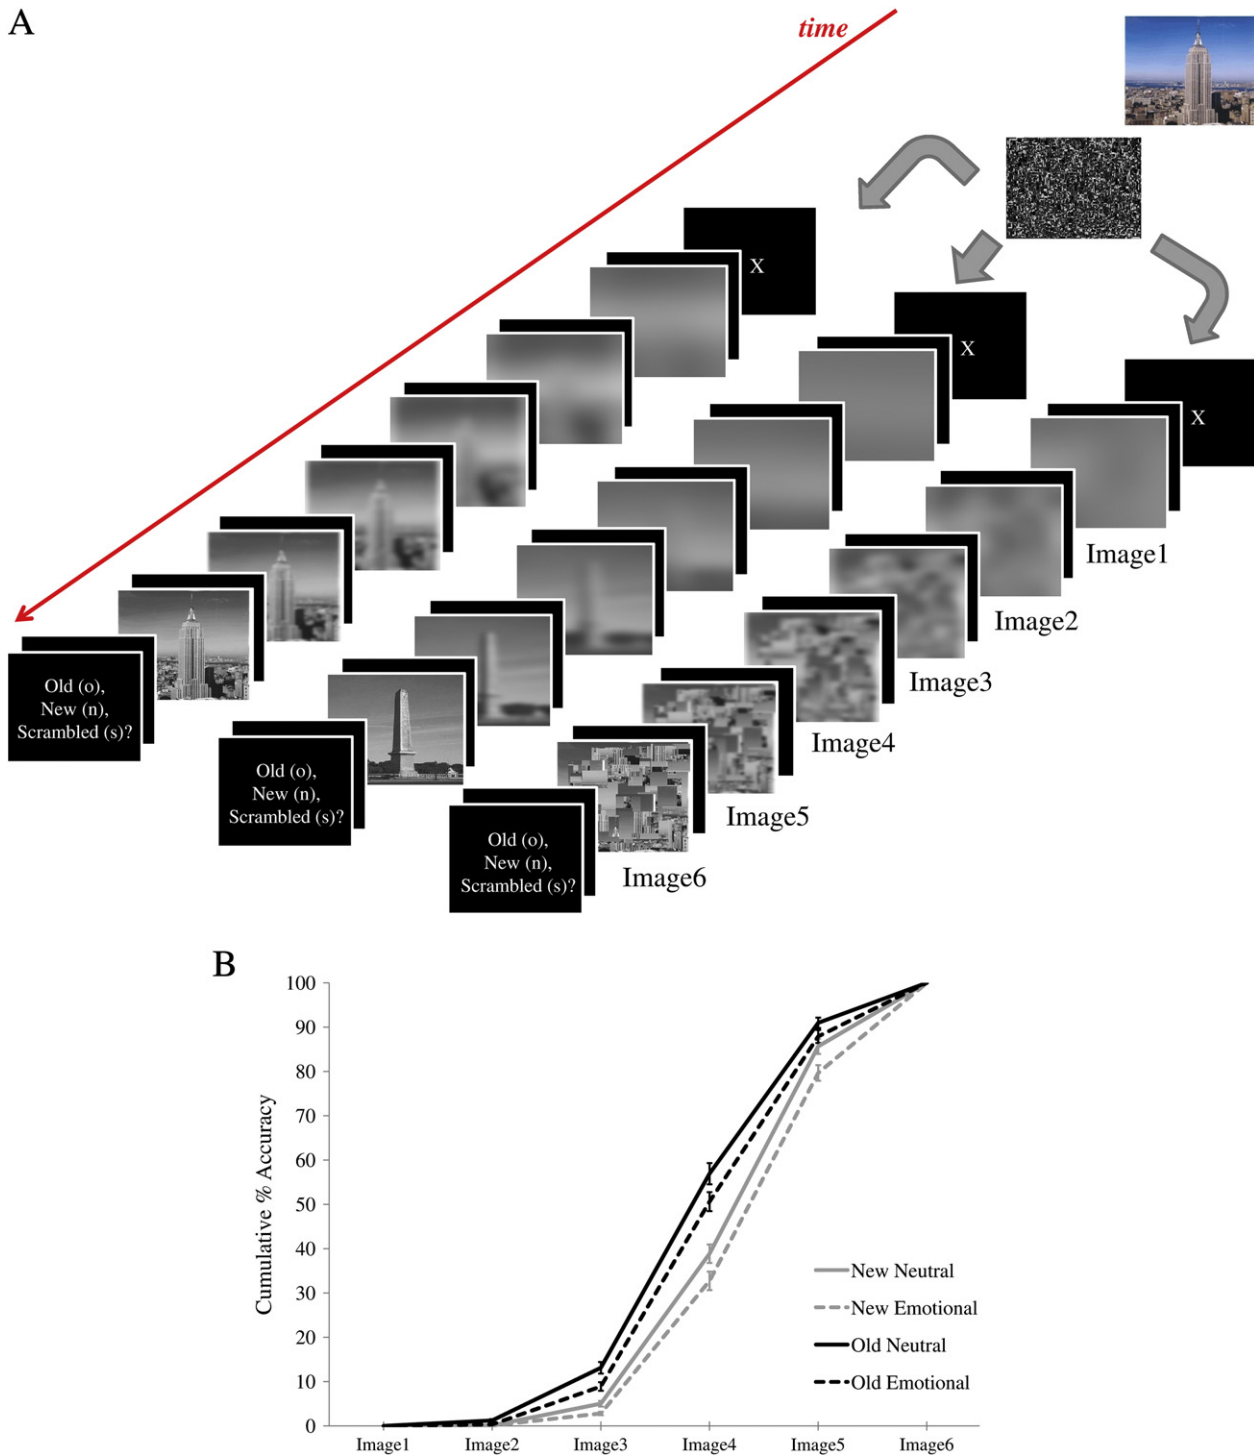 A
time
X
X
X
Image1
Image2
Image3
Image4
Image5
Image6
Old (o),
New (n),
Scrambled (s)?
Old (o),
New (n),
Scrambled (s)?
Old (o),
New (n),
Scrambled (s)?
B
Cumulative % Accuracy
100
90
80
70
60
50
40
30
20
10
0
Image1 Image2 Image3 Image4 Image5 Image6
New Neutral
New Emotional
Old Neutral
Old Emotional